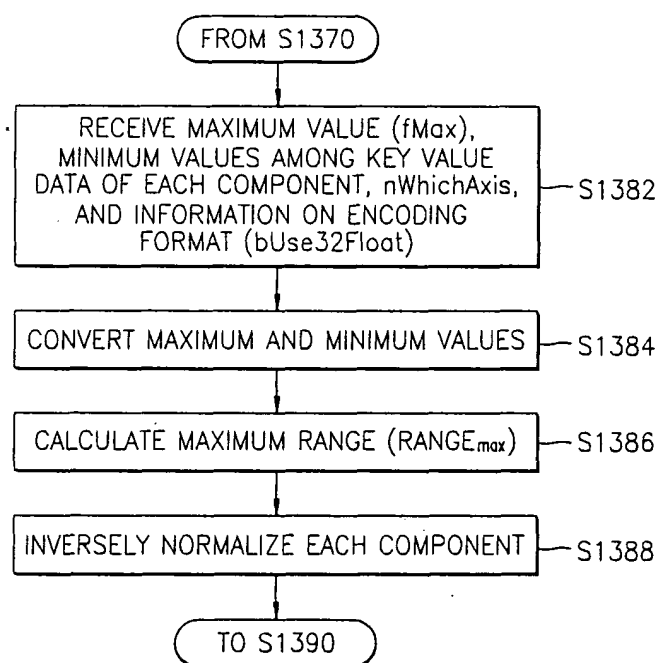 FROM S1370
RECEIVE MAXIMUM VALUE (fMax),
MINIMUM VALUES AMONG KEY VALUE
DATA OF EACH COMPONENT, nWhichAxis,
AND INFORMATION ON ENCODING
FORMAT (bUse32Float)
S1382
CONVERT MAXIMUM AND MINIMUM VALUES
S1384
CALCULATE MAXIMUM RANGE (RANGEmax)
S1386
INVERSELY NORMALIZE EACH COMPONENT
S1388
TO S1390